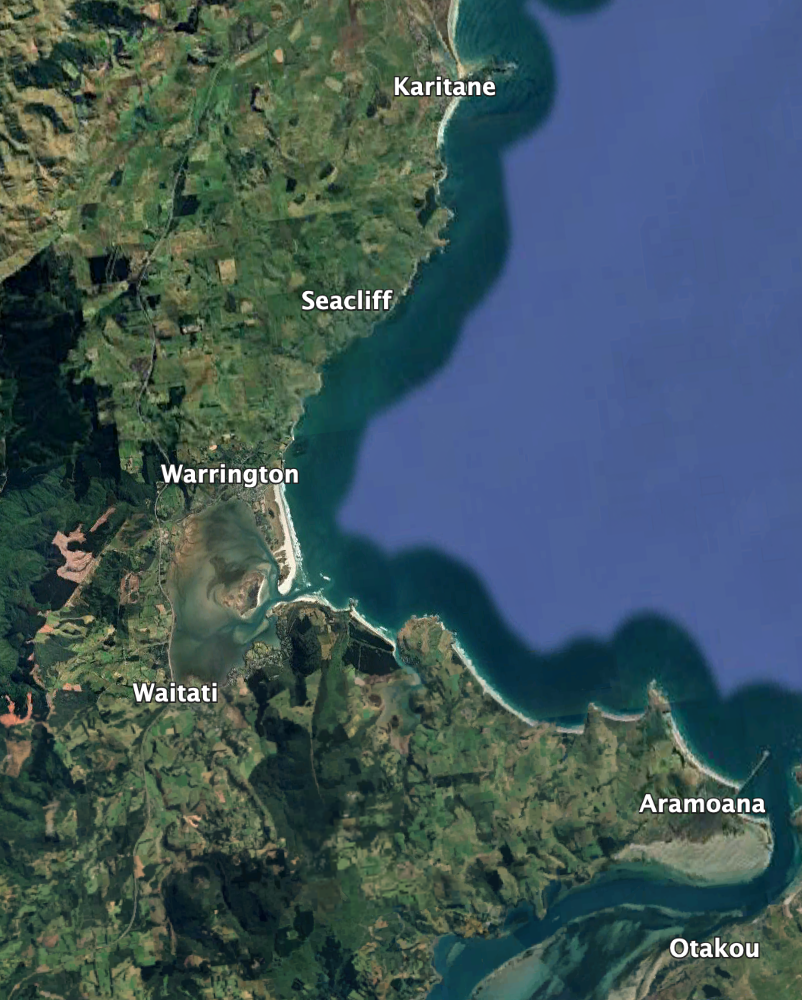 Karitane
Seacliff
Warrington
Waitati
Aramoana
Otakou